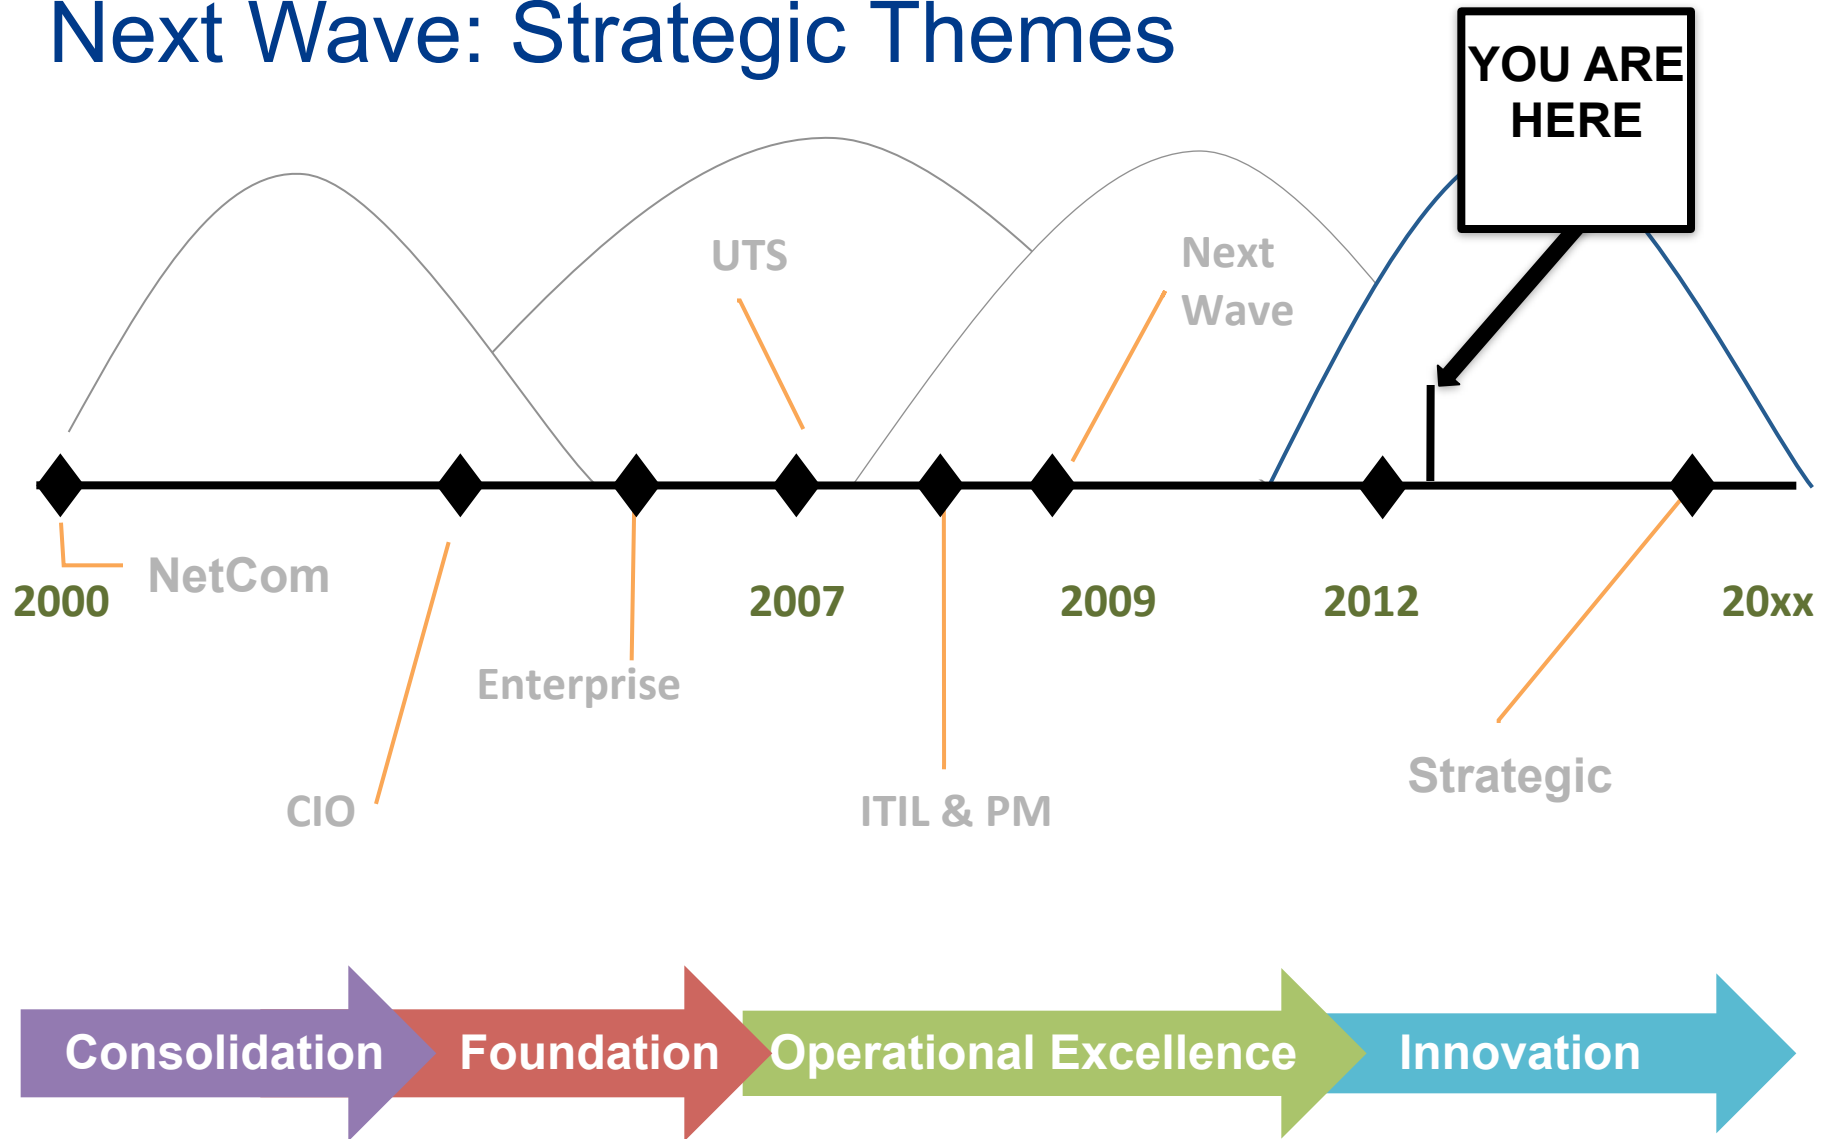 Next Wave: Strategic Themes
YOU ARE
HERE
UTS
Next
Wave
NetCom
2000
2007
2009
2012
20xx
Enterprise
Strategic
CIO
ITIL & PM
Consolidation
Foundation
Operational Excellence
Innovation